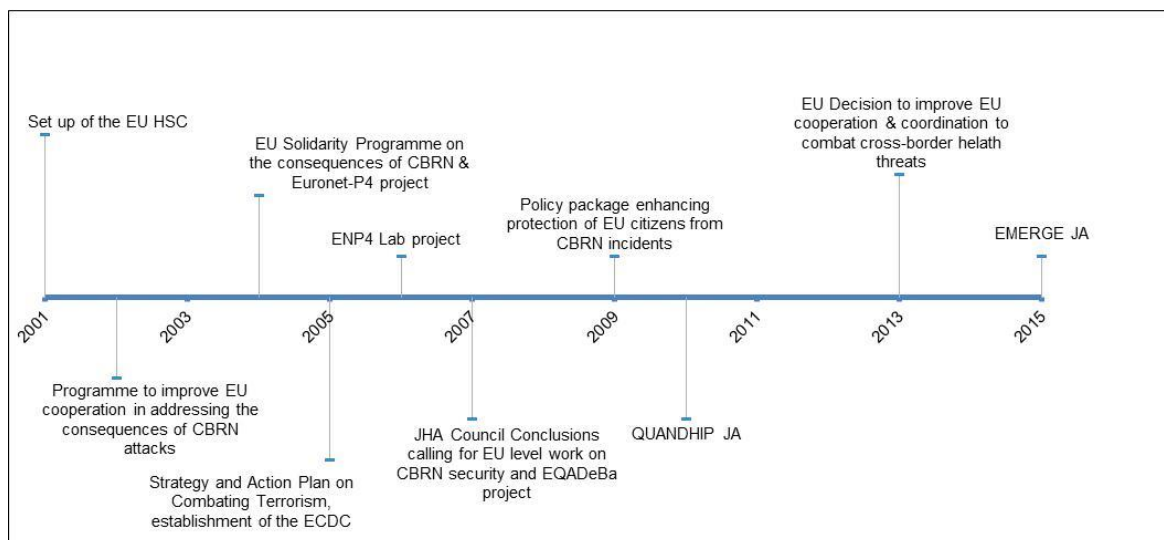 Set up of the EU HSC
EU Solidarity Programme on
the consequences of CBRN &
Euronet-P4 project
ENP4 Lab project
Policy package enhancing
protection of EU citizens from
CBRN incidents
EU Decision to improve EU
cooperation & coordination to
combat cross-border helath
threats
EMERGE JA
2001
2003
2005
2007
2009
2011
2013
2015
Programme to improve EU
cooperation in addressing the
consequences of CBRN
attacks
Strategy and Action Plan on
Combating Terrorism,
establishment of the ECDC
JHA Council Conclusions
calling for EU level work on
CBRN security and EQADeBa
project
QUANDHIP JA